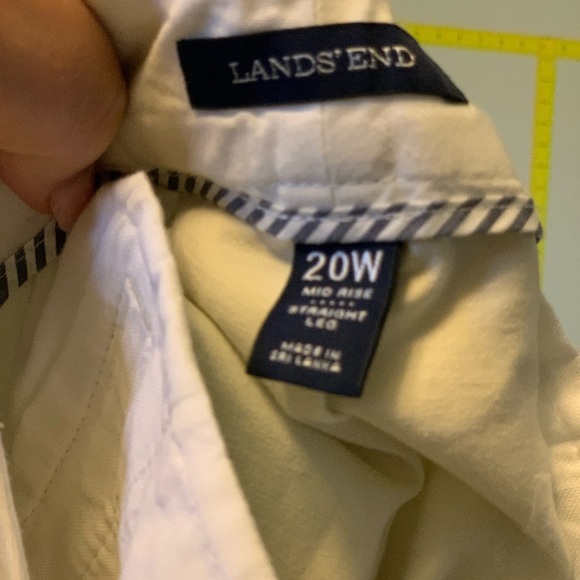 LANDS' END
20W
MID RISE
STRAIGHT
LEG
MADE IN
SRI LANKA